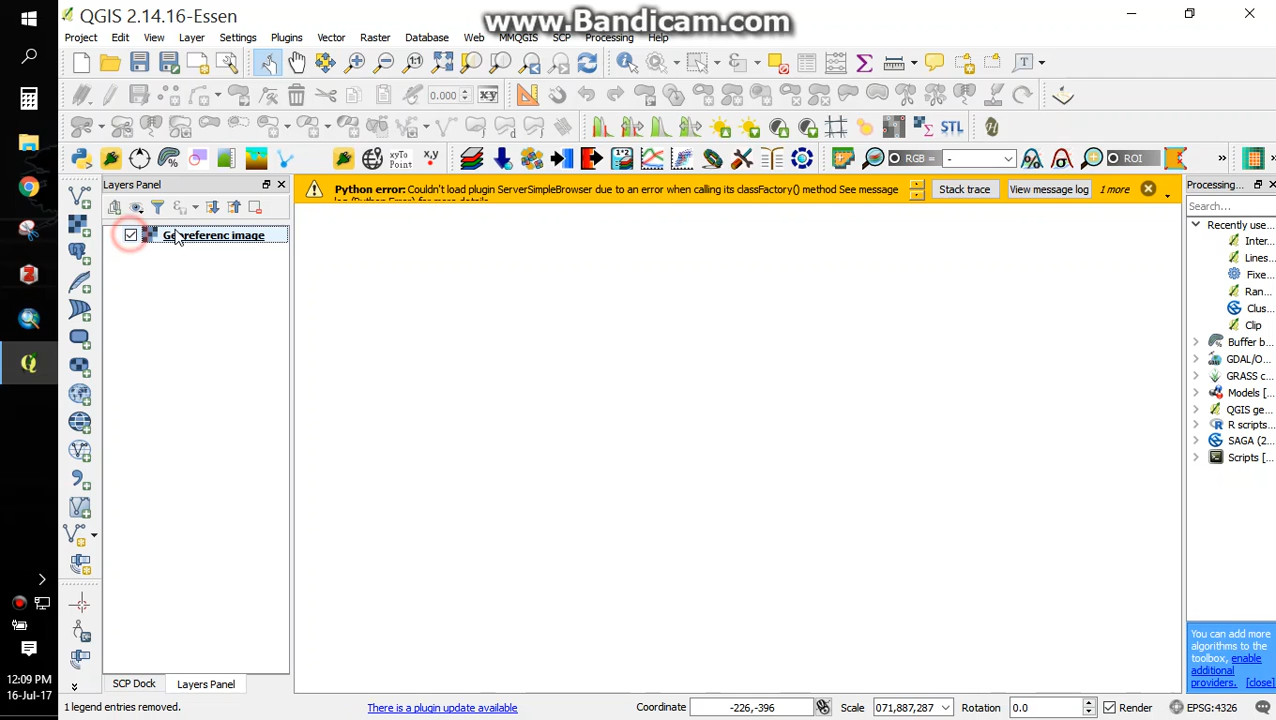 QGIS 2.14.16-Essen
www.Bandicam.com
Project Edit View Layer Settings Plugins Vector Raster Database Web MMQGIS SCP Processing Help
0.000
STL
xyTo
Point
x,y
RGB =
-
ROI
Layers Panel
Python error: Couldn't load plugin ServerSimpleBrowser due to an error when calling its classFactory() method See message
Stack trace
View message log
1 more
Processing...
Search...
Georeferenc image
Recently use...
Inter...
Lines...
Fixe...
Ran...
Clus...
Clip
Buffer b...
GDAL/O...
GRASS c...
Models [...
QGIS ge...
R scripts...
SAGA (2...
Scripts [...
You can add more
algorithms to the
toolbox, enable
additional
providers. [close]
12:09 PM
16-Jul-17
SCP Dock
Layers Panel
1 legend entries removed.
There is a plugin update available
Coordinate
-226,-396
Scale
071,887,287
Rotation
0.0
Render
EPSG:4326